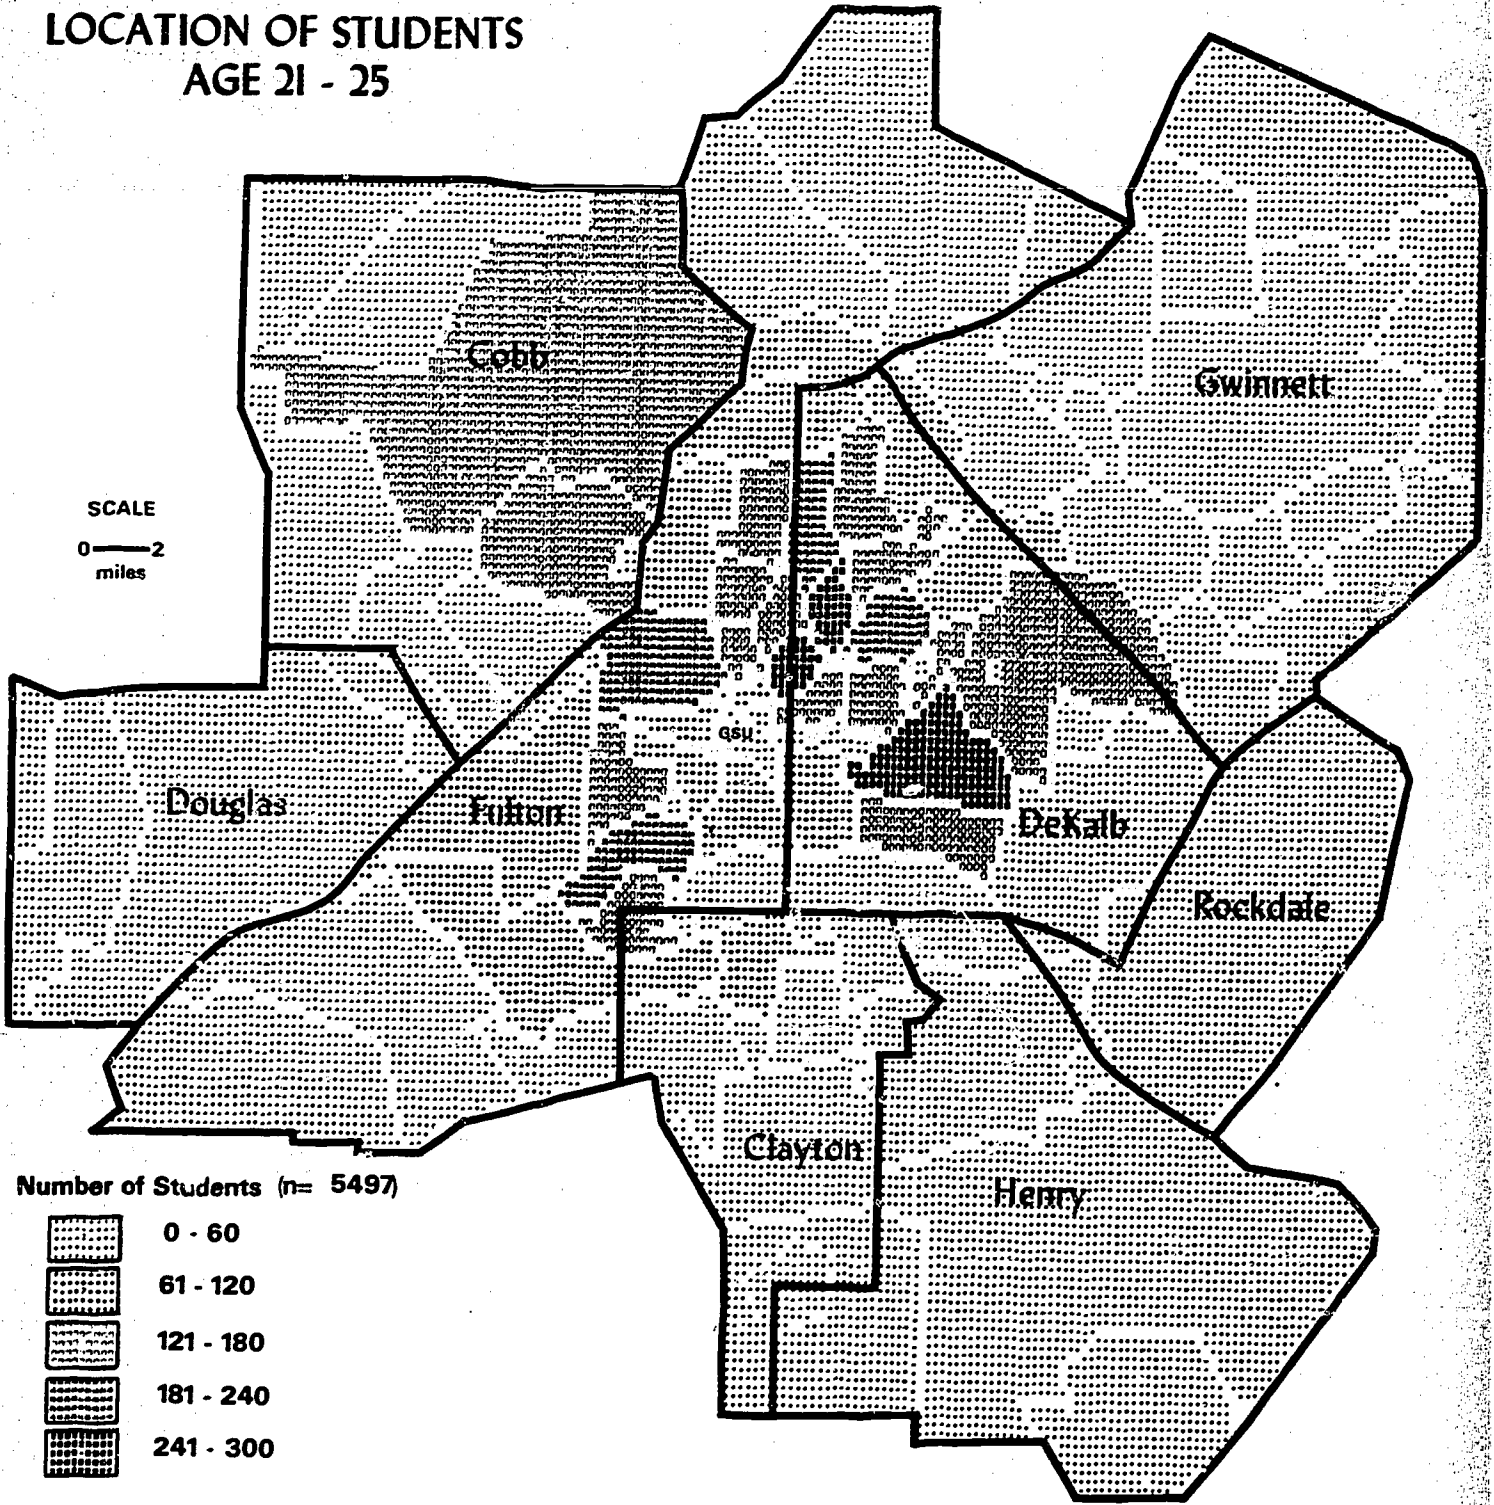 LOCATION OF STUDENTS
AGE 21 - 25
Cobb
Gwinnett
SCALE
0 2
miles
GSU
Douglas
Fulton
DeKalb
Rockdale
Clayton
Henry
Number of Students (n= 5497)
0 - 60
61 - 120
121 - 180
181 - 240
241 - 300